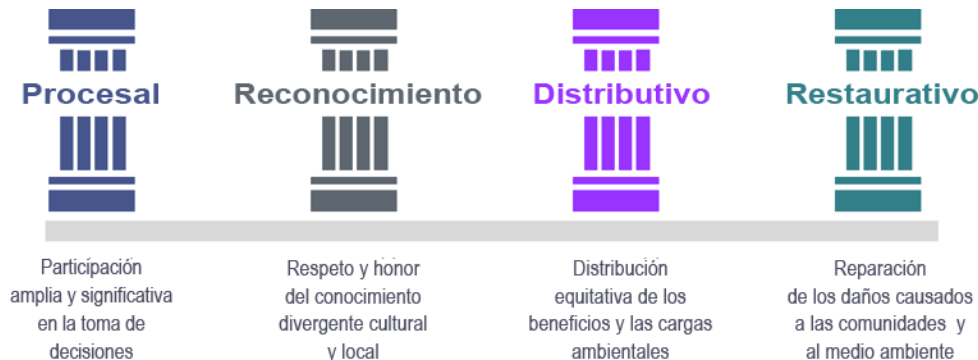 Procesal
Reconocimiento
Distributivo
Restaurativo
Participación
amplia y significativa
en la toma de
decisiones
Respeto y honor
del conocimiento
divergente cultural
y local
Distribución
equitativa de los
beneficios y las cargas
ambientales
Reparación
de los daños causados
a las comunidades y
al medio ambiente